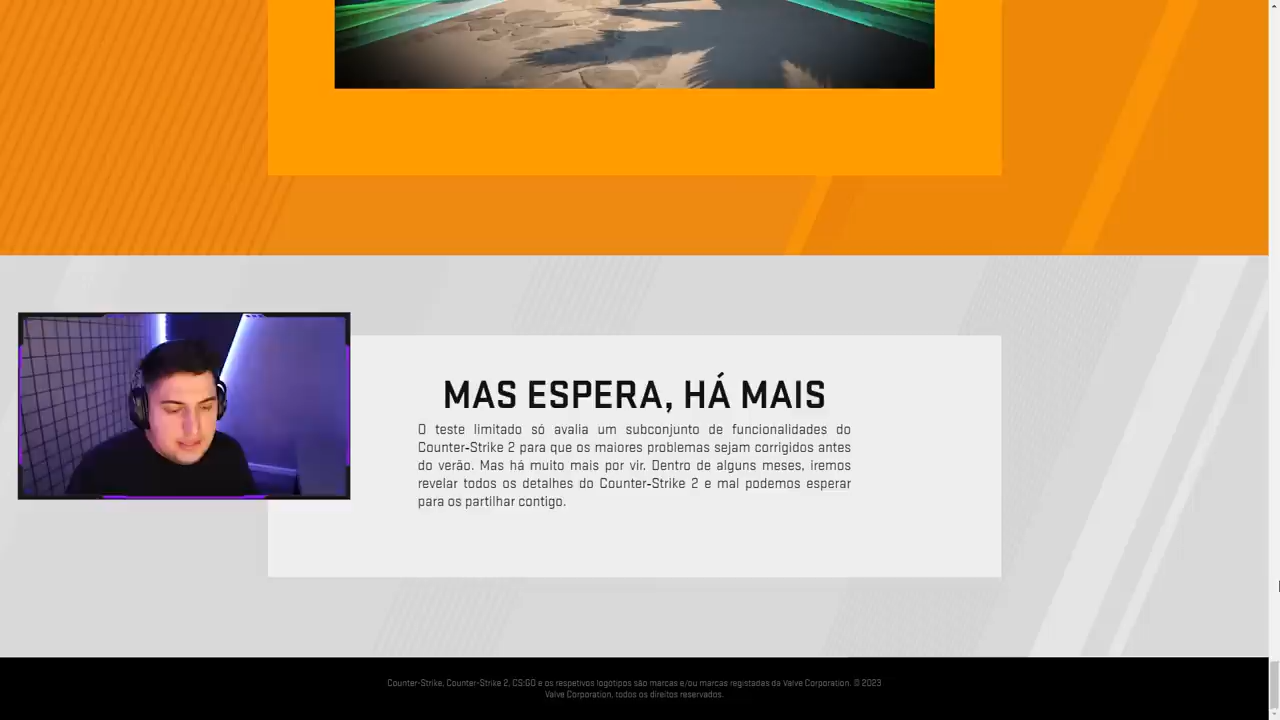 MAS ESPERA, HÁ MAIS
O teste limitado só avalia um subconjunto de funcionalidades do
Counter-Strike 2 para que os maiores problemas sejam corrigidos antes
do verão. Mas há muito mais por vir. Dentro de alguns meses, iremos
revelar todos os detalhes do Counter-Strike 2 e mal podemos esperar
para os partilhar contigo.
Counter-Strike, Counter-Strike 2, CS:GO e os respetivos logótipos são marcas e/ou marcas registadas da Valve Corporation. © 2023
Valve Corporation, todos os direitos reservados.